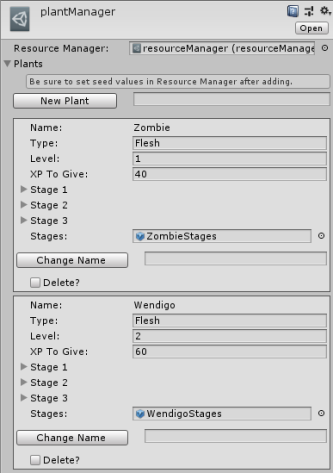 plantManager
Open
Resource Manager: resourceManager (resourceManage
Plants
Be sure to set seed values in Resource Manager after adding.
New Plant
Name: Zombie
Type: Flesh
Level: 1
XP To Give: 40
Stage 1
Stage 2
Stage 3
Stages: ZombieStages
Change Name
Delete?
Name: Wendigo
Type: Flesh
Level: 2
XP To Give: 60
Stage 1
Stage 2
Stage 3
Stages: WendigoStages
Change Name
Delete?